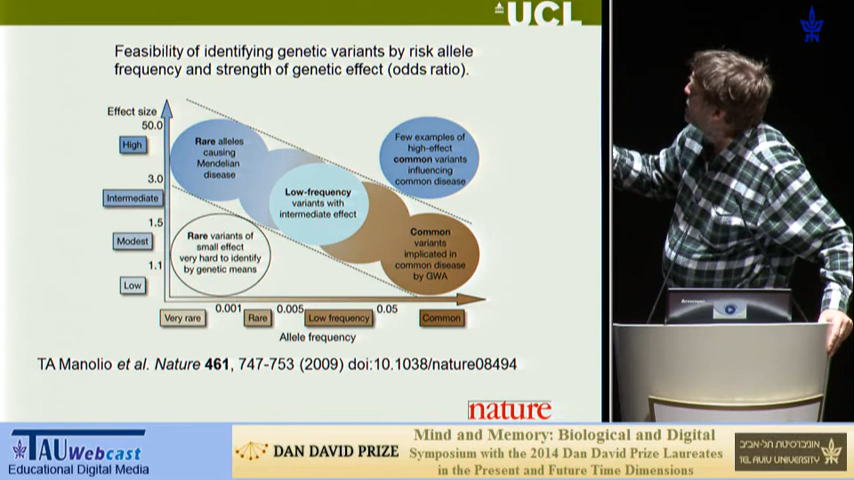 UCL
Feasibility of identifying genetic variants by risk allele
frequency and strength of genetic effect (odds ratio).
Effect size
50.0
High
3.0
Intermediate
1.5
Modest
1.1
Low
Rare alleles
causing
Mendelian
disease
Few examples of
high-effect
common variants
influencing
common disease
Low-frequency
variants with
intermediate effect
Rare variants of
small effect
very hard to identify
by genetic means
Common
variants
implicated in
common disease
by GWA
0.001
0.005
0.05
Very rare
Rare
Low frequency
Common
Allele frequency
TA Manolio et al. Nature 461, 747-753 (2009) doi:10.1038/nature08494
nature
TAU Webcast
Educational Digital Media
DAN DAVID PRIZE
Mind and Memory: Biological and Digital
Symposium with the 2014 Dan David Prize Laureates
in the Present and Future Time Dimensions
אוניברסיטת תל-אביב
TEL AVIV UNIVERSITY